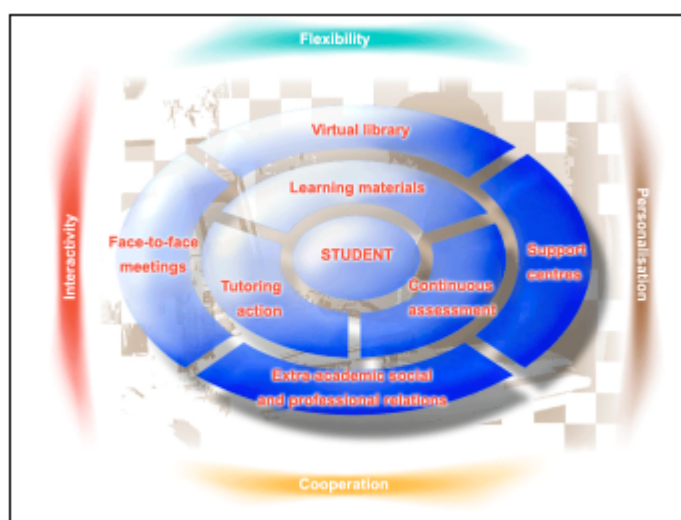 Flexibility
Virtual library
Learning materials
Interactivity
Face-to-face
meetings
STUDENT
Support
centres
Personalisation
Tutoring
action
Continuous
assessment
Extra academic social
and professional relations
Cooperation